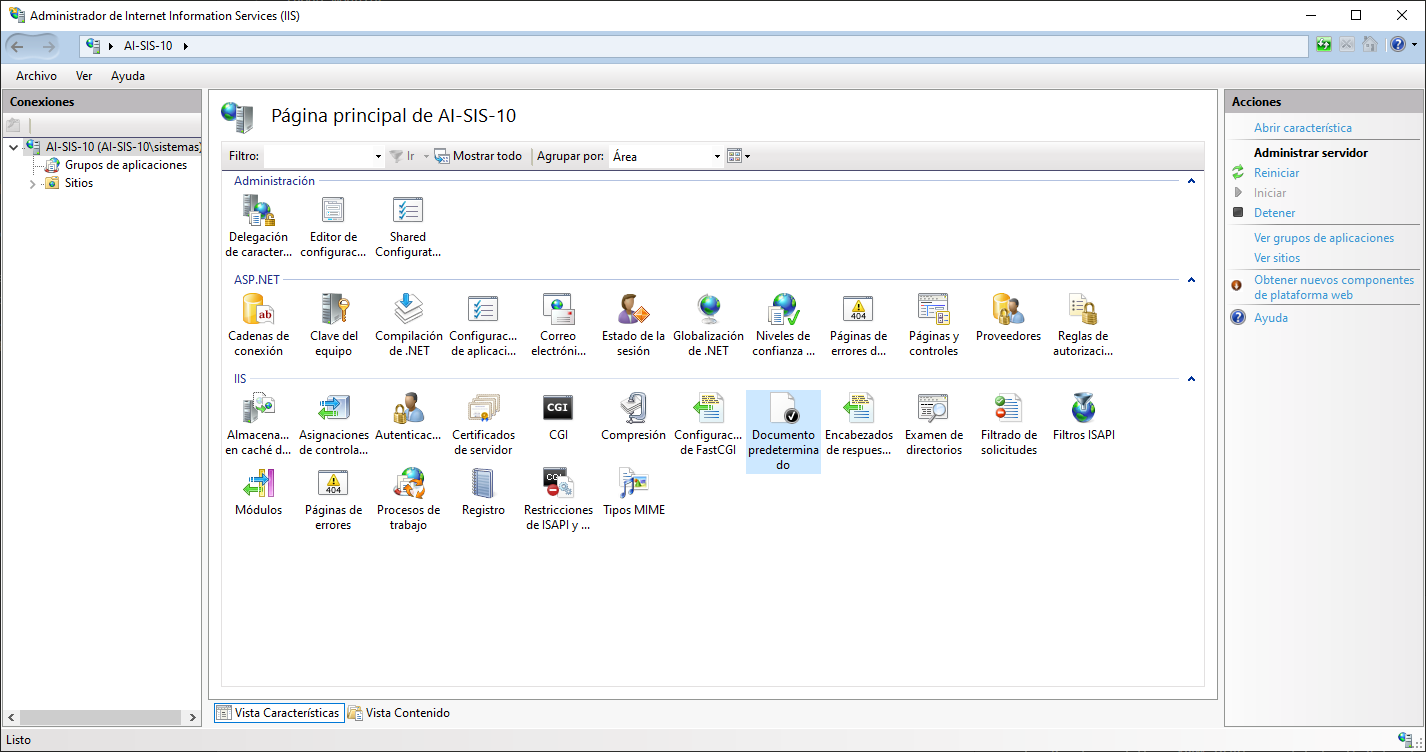 Administrador de Internet Information Services (IIS)
AI-SIS-10
Archivo Ver Ayuda
Conexiones
AI-SIS-10 (AI-SIS-10\sistemas)
Grupos de aplicaciones
Sitios
Página principal de AI-SIS-10
Filtro: Ir Mostrar todo Agrupar por: Área
Administración
Delegación Editor de Shared
de caracter... configurac... Configurat...
ASP.NET
Cadenas de Clave del Compilación Configurac... Correo Estado de la Globalización Niveles de Páginas de Páginas y Proveedores Reglas de
conexión equipo de .NET de aplicaci... electróni... sesión de .NET confianza ... errores d... controles autorizaci...
IIS
Almacena... Asignaciones Autenticac... Certificados CGI Compresión Configurac... Documento Encabezados Examen de Filtrado de Filtros ISAPI
en caché d... de controla... de servidor de FastCGI predetermina de respues... directorios solicitudes
do
Módulos Páginas de Procesos de Registro Restricciones Tipos MIME
errores trabajo de ISAPI y ...
Vista Características Vista Contenido
Acciones
Abrir característica
Administrar servidor
Reiniciar
Iniciar
Detener
Ver grupos de aplicaciones
Ver sitios
Obtener nuevos componentes
de plataforma web
Ayuda
Listo